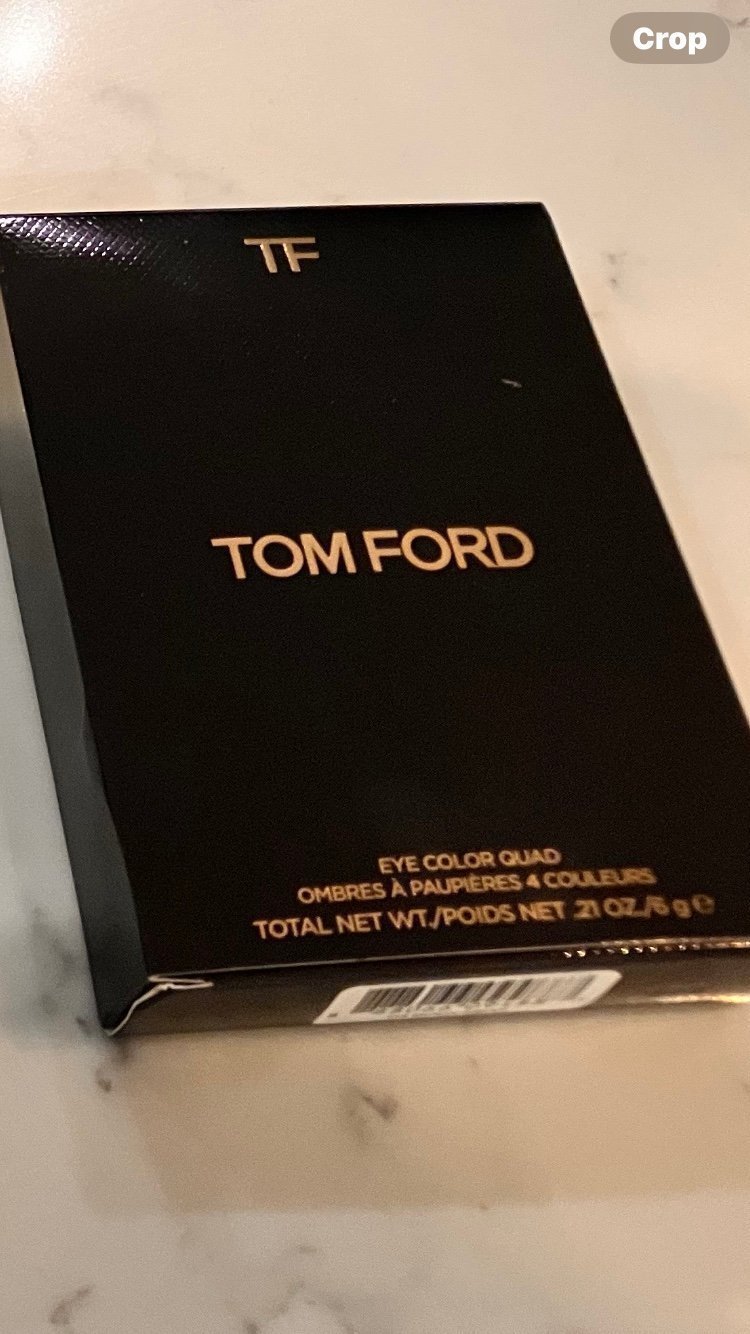 Crop
TF
TOM FORD
EYE COLOR QUAD
OMBRES À PAUPIÈRES 4 COULEURS
TOTAL NET WT./POIDS NET .21 OZ./6 g ℮